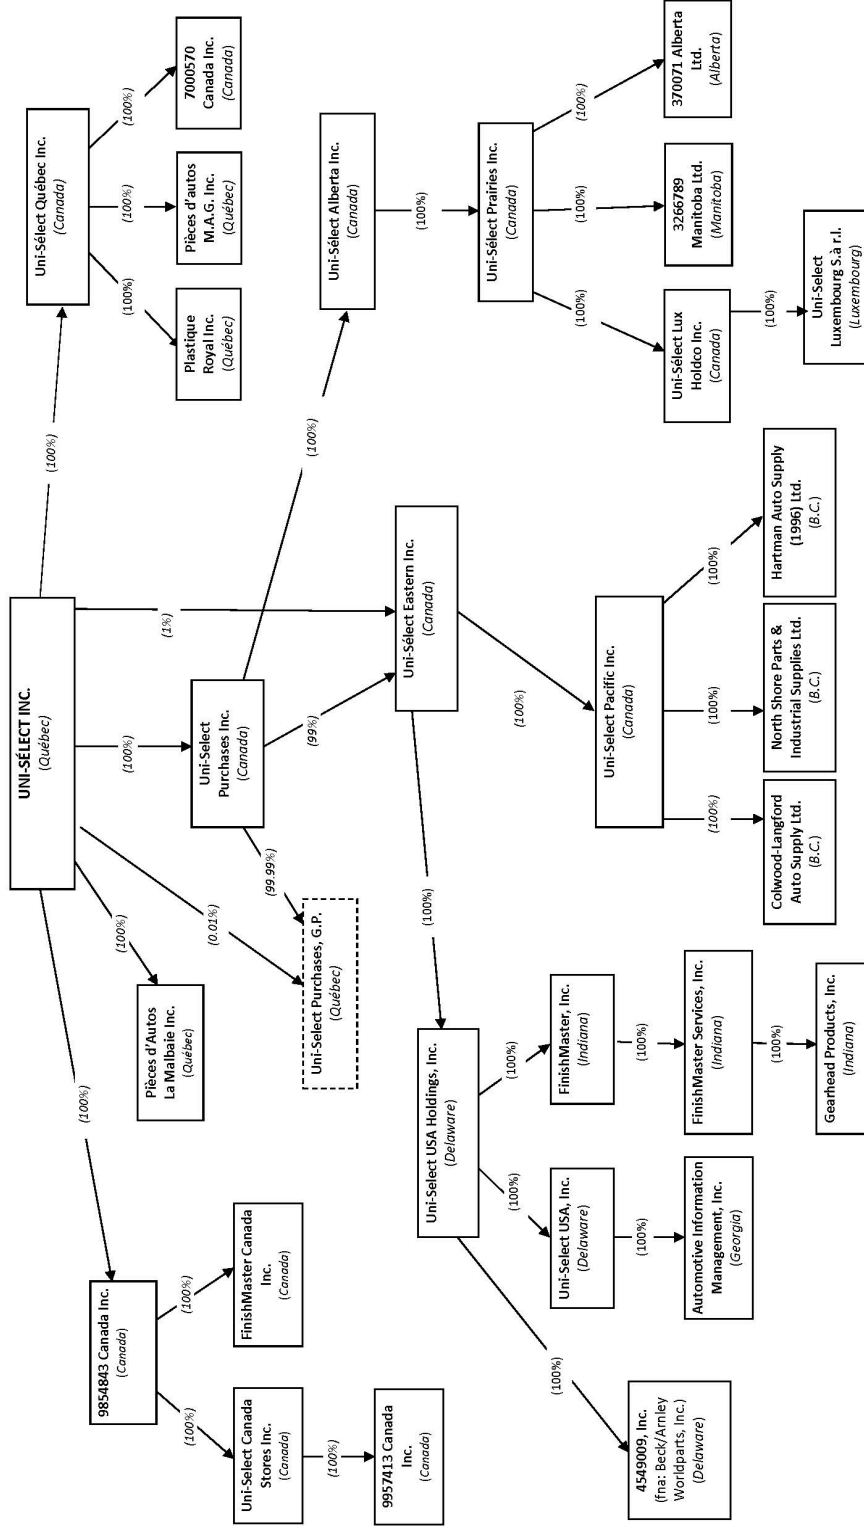 UNI-SÉLECT INC.
(Québec)
(100%)
(100%)
(0.01%)
(100%)
(1%)
(100%)
9854843 Canada Inc.
(Canada)
(100%)
(100%)
Uni-Select Canada
Stores Inc.
(Canada)
(100%)
9957413 Canada
Inc.
(Canada)
FinishMaster Canada
Inc.
(Canada)
Pièces d'Autos
La Malbaie Inc.
(Québec)
Uni-Select
Purchases Inc.
(Canada)
(99.99%)
(99%)
(100%)
Uni-Select Purchases, G.P.
(Québec)
Uni-Sélect Québec Inc.
(Canada)
(100%)
(100%)
(100%)
Plastique
Royal Inc.
(Québec)
Pièces d'autos
M.A.G. Inc.
(Québec)
7000570
Canada Inc.
(Canada)
Uni-Sélect Eastern Inc.
(Canada)
(100%)
(100%)
Uni-Sélect Alberta Inc.
(Canada)
(100%)
Uni-Sélect Prairies Inc.
(Canada)
(100%)
(100%)
(100%)
Uni-Sélect Lux
Holdco Inc.
(Canada)
(100%)
Uni-Select
Luxembourg S.à r.l.
(Luxembourg)
3266789
Manitoba Ltd.
(Manitoba)
370071 Alberta
Ltd.
(Alberta)
Uni-Select USA Holdings, Inc.
(Delaware)
(100%)
(100%)
(100%)
4549009, Inc.
(fna: Beck/Arnley
Worldparts, Inc.)
(Delaware)
Uni-Select USA, Inc.
(Delaware)
(100%)
Automotive Information
Management, Inc.
(Georgia)
FinishMaster, Inc.
(Indiana)
(100%)
FinishMaster Services, Inc.
(Indiana)
(100%)
Gearhead Products, Inc.
(Indiana)
Uni-Select Pacific Inc.
(Canada)
(100%)
(100%)
(100%)
Colwood-Langford
Auto Supply Ltd.
(B.C.)
North Shore Parts &
Industrial Supplies Ltd.
(B.C.)
Hartman Auto Supply
(1996) Ltd.
(B.C.)